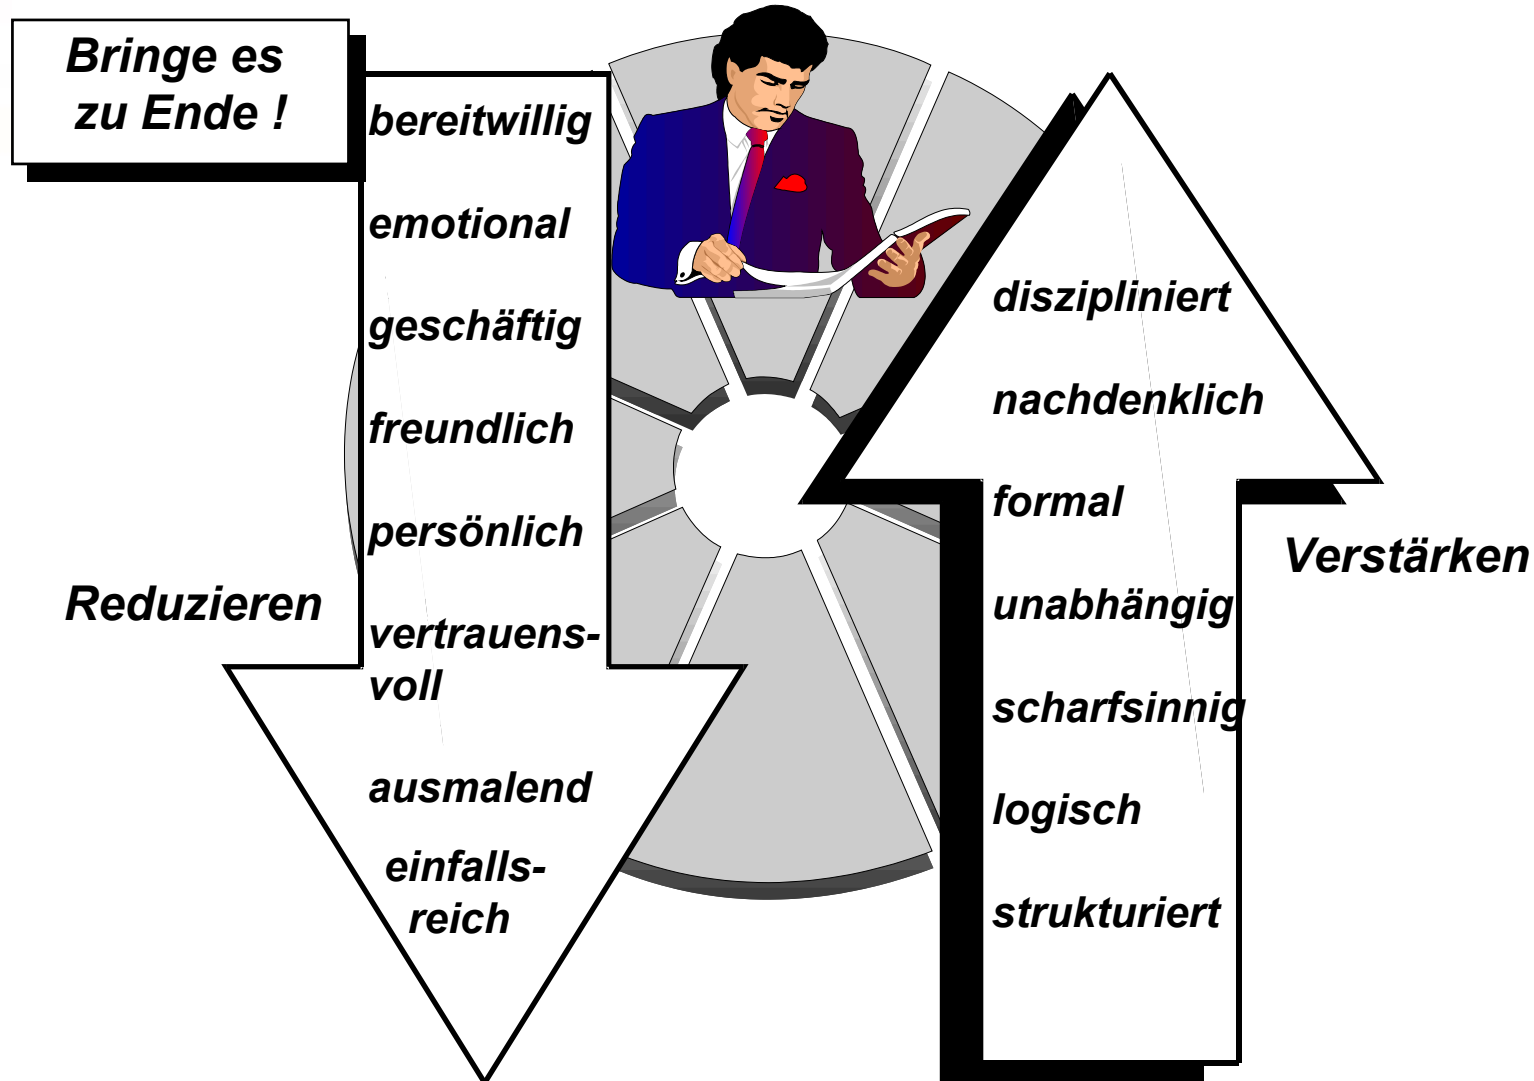 Bringe es
zu Ende !
bereitwillig
emotional
geschäftig
freundlich
persönlich
vertrauens-
voll
ausmalend
einfalls-
reich
Reduzieren
diszipliniert
nachdenklich
formal
unabhängig
scharfsinnig
logisch
strukturiert
Verstärken